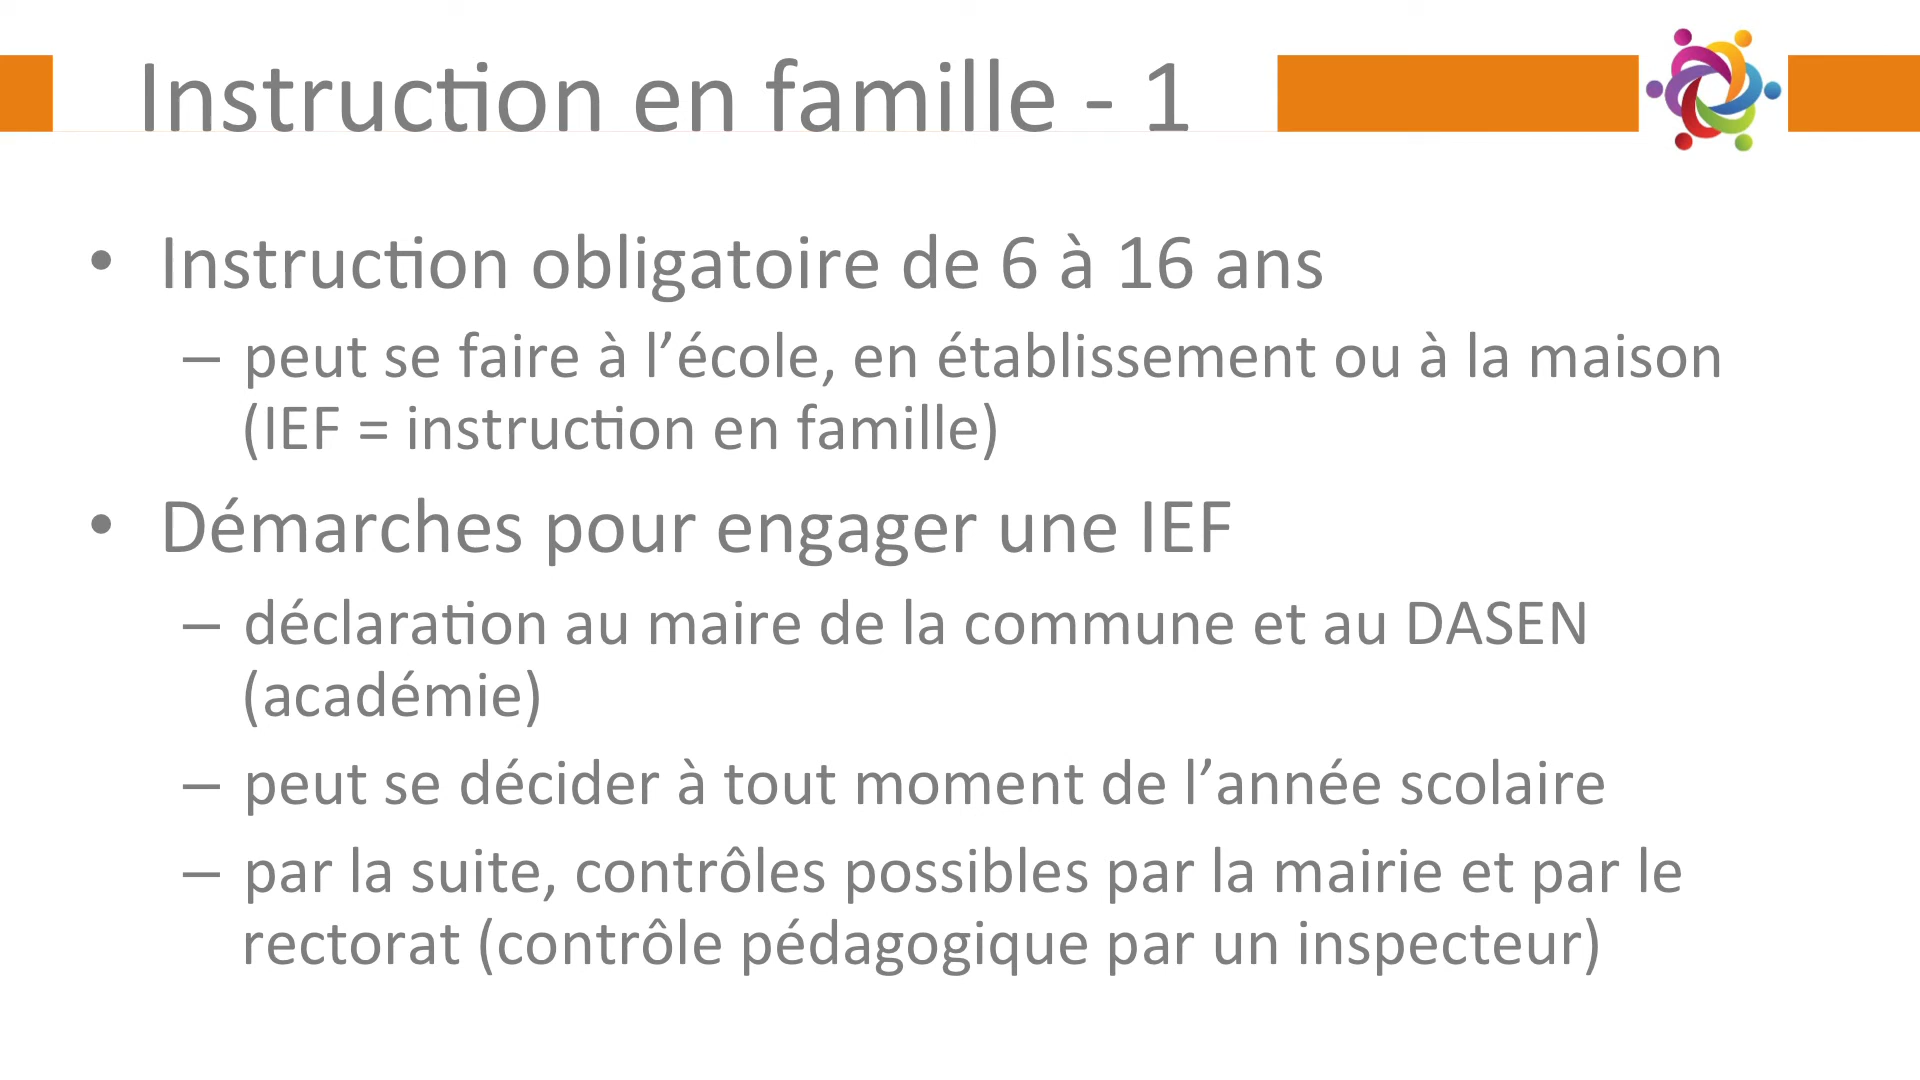 Instruction en famille - 1
• Instruction obligatoire de 6 à 16 ans
– peut se faire à l’école, en établissement ou à la maison
(IEF = instruction en famille)
• Démarches pour engager une IEF
– déclaration au maire de la commune et au DASEN
(académie)
– peut se décider à tout moment de l’année scolaire
– par la suite, contrôles possibles par la mairie et par le
rectorat (contrôle pédagogique par un inspecteur)